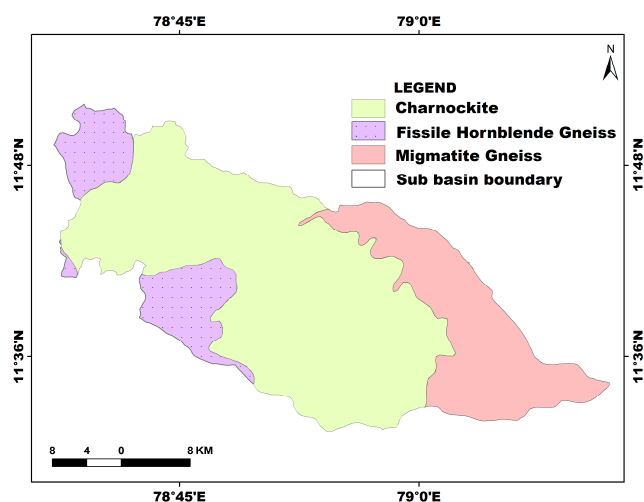 78°45'E 79°0'E
N
LEGEND
Charnockite
Fissile Hornblende Gneiss
Migmatite Gneiss
Sub basin boundary
11°48'N 11°48'N
11°36'N 11°36'N
8 4 0 8 KM
78°45'E 79°0'E